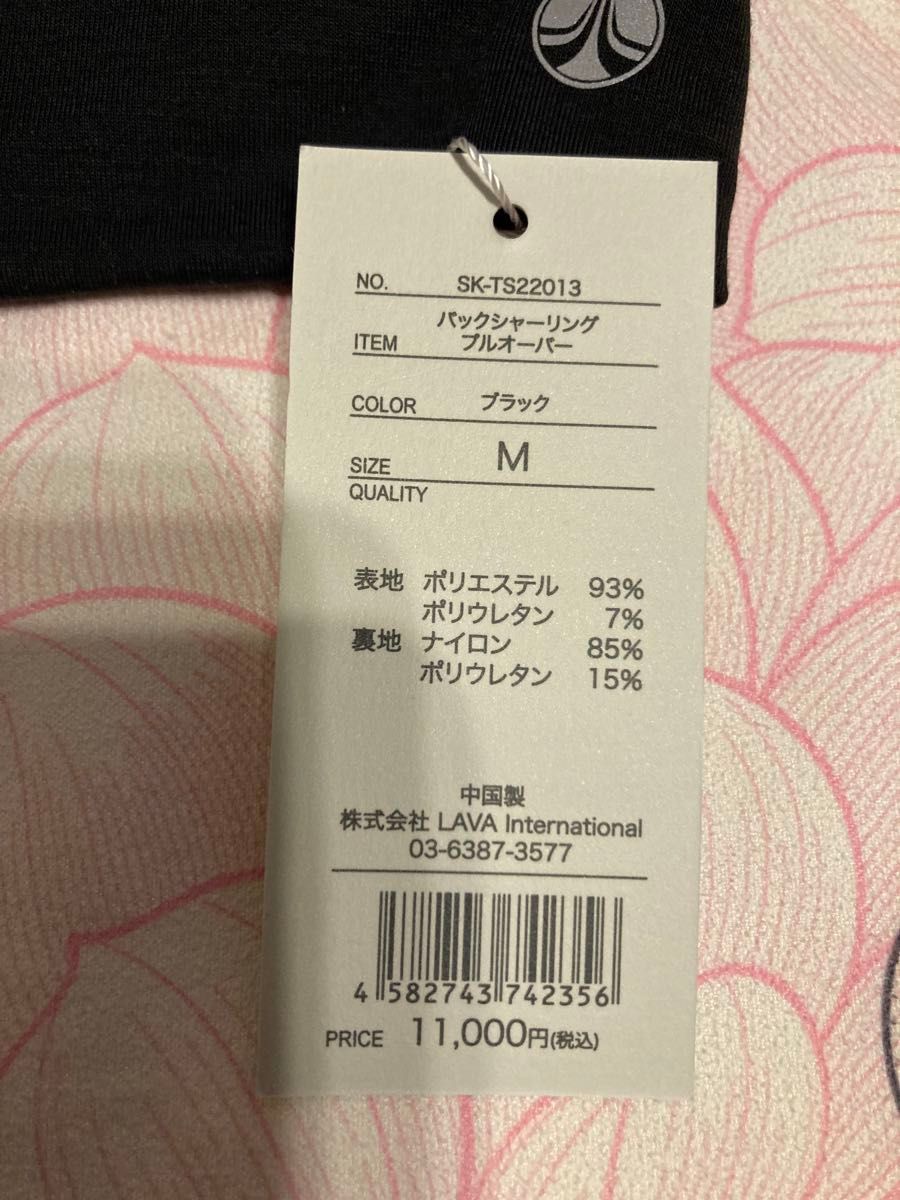 NO. SK-TS22013
バックシャーリング
ITEM プルオーバー
COLOR ブラック
SIZE M
QUALITY
表地 ポリエステル 93%
ポリウレタン 7%
裏地 ナイロン 85%
ポリウレタン 15%
中国製
株式会社 LAVA International
03-6387-3577
4 582743 742356
PRICE 11,000円(税込)